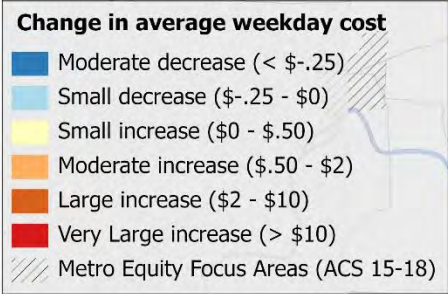 Change in average weekday cost
Moderate decrease (< $-.25)
Small decrease ($-.25 - $0)
Small increase ($0 - $.50)
Moderate increase ($.50 - $2)
Large increase ($2 - $10)
Very Large increase (> $10)
Metro Equity Focus Areas (ACS 15-18)